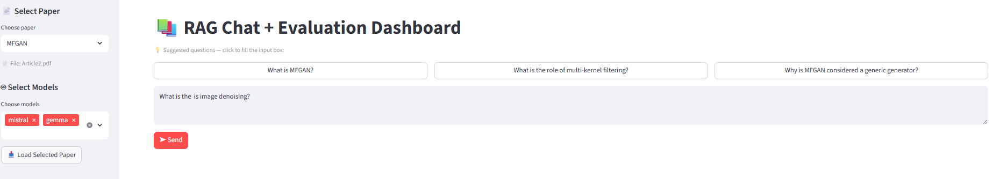 Select Paper
Choose paper
MFGAN
File: Article2.pdf
Select Models
Choose models
mistral ×
gemma ×
Load Selected Paper
RAG Chat + Evaluation Dashboard
Suggested questions — click to fill the input box:
What is MFGAN?
What is the role of multi-kernel filtering?
Why is MFGAN considered a generic generator?
What is the  is image denoising?
Send